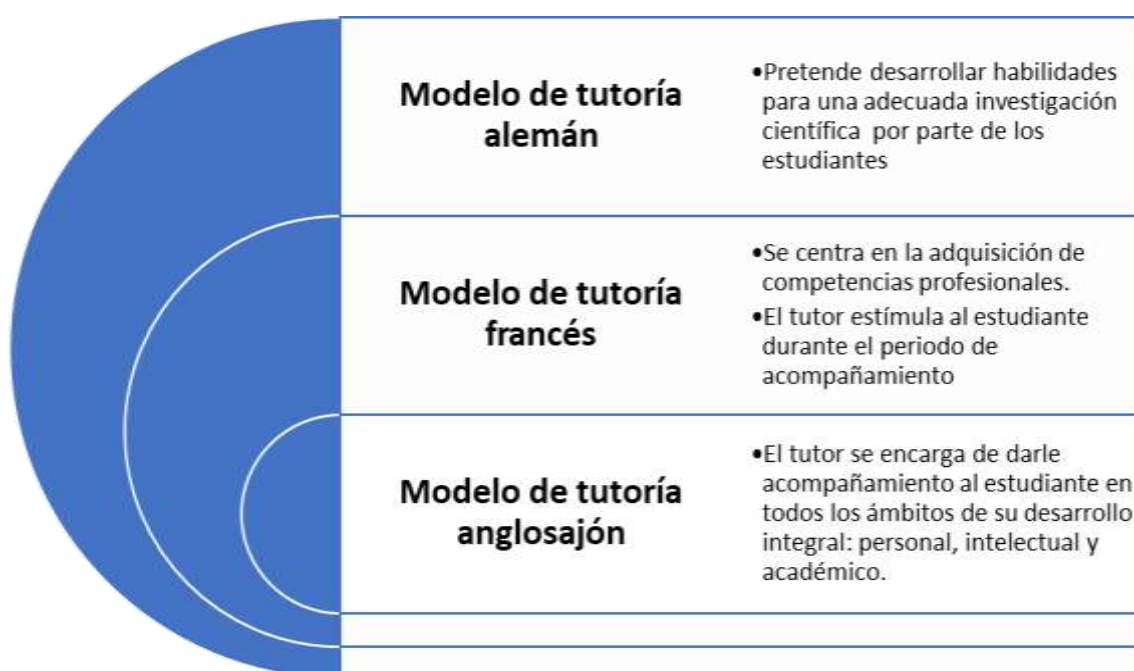 Modelo de tutoría
alemán
•Pretende desarrollar habilidades
para una adecuada investigación
científica por parte de los
estudiantes
Modelo de tutoría
francés
•Se centra en la adquisición de
competencias profesionales.
•El tutor estímula al estudiante
durante el periodo de
acompañamiento
Modelo de tutoría
anglosajón
•El tutor se encarga de darle
acompañamiento al estudiante en
todos los ámbitos de su desarrollo
integral: personal, intelectual y
académico.